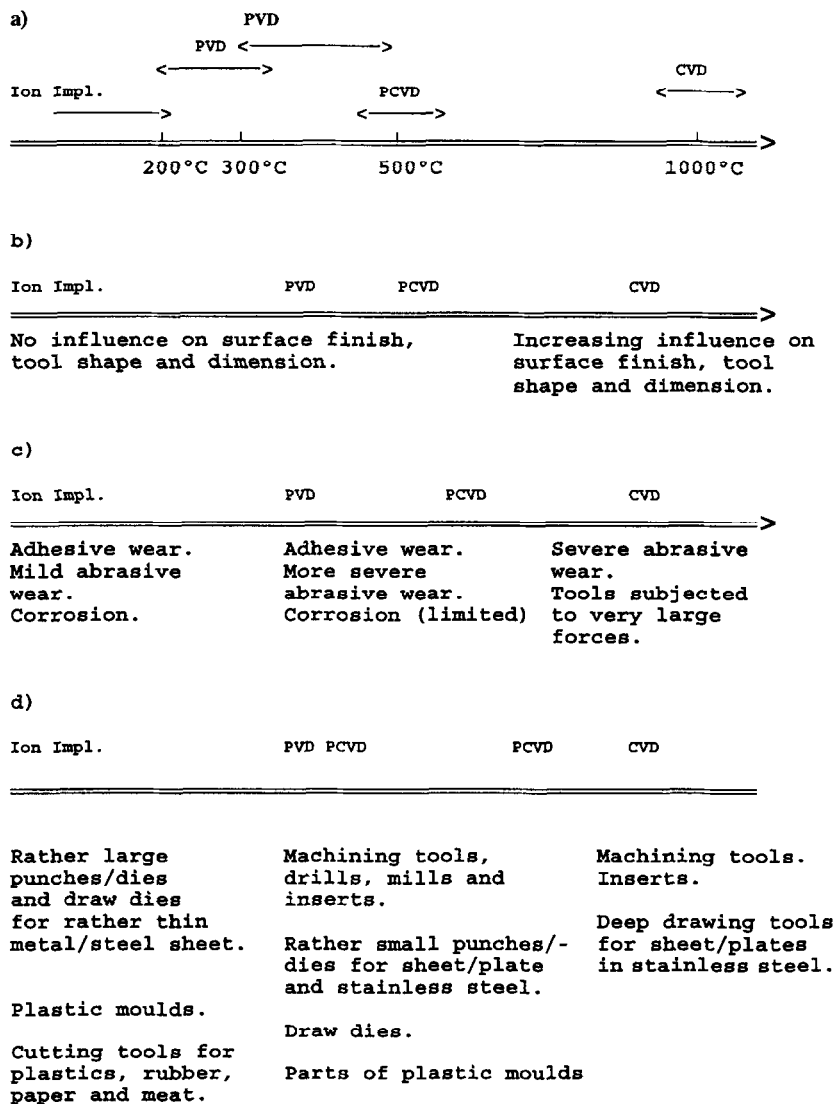 a)
PVD
PVD <———>
<———>
CVD
<———>
Ion Impl.
PCVD
———> <———>
200°C 300°C 500°C 1000°C
b)
Ion Impl. PVD PCVD CVD
No influence on surface finish,
tool shape and dimension.
Increasing influence on
surface finish, tool
shape and dimension.
c)
Ion Impl. PVD PCVD CVD
Adhesive wear.
Mild abrasive
wear.
Corrosion.
Adhesive wear.
More severe
abrasive wear.
Corrosion (limited)
Severe abrasive
wear.
Tools subjected
to very large
forces.
d)
Ion Impl. PVD PCVD PCVD CVD
Rather large
punches/dies
and draw dies
for rather thin
metal/steel sheet.
Plastic moulds.
Cutting tools for
plastics, rubber,
paper and meat.
Machining tools,
drills, mills and
inserts.
Rather small punches/-
dies for sheet/plate
and stainless steel.
Draw dies.
Parts of plastic moulds
Machining tools.
Inserts.
Deep drawing tools
for sheet/plates
in stainless steel.